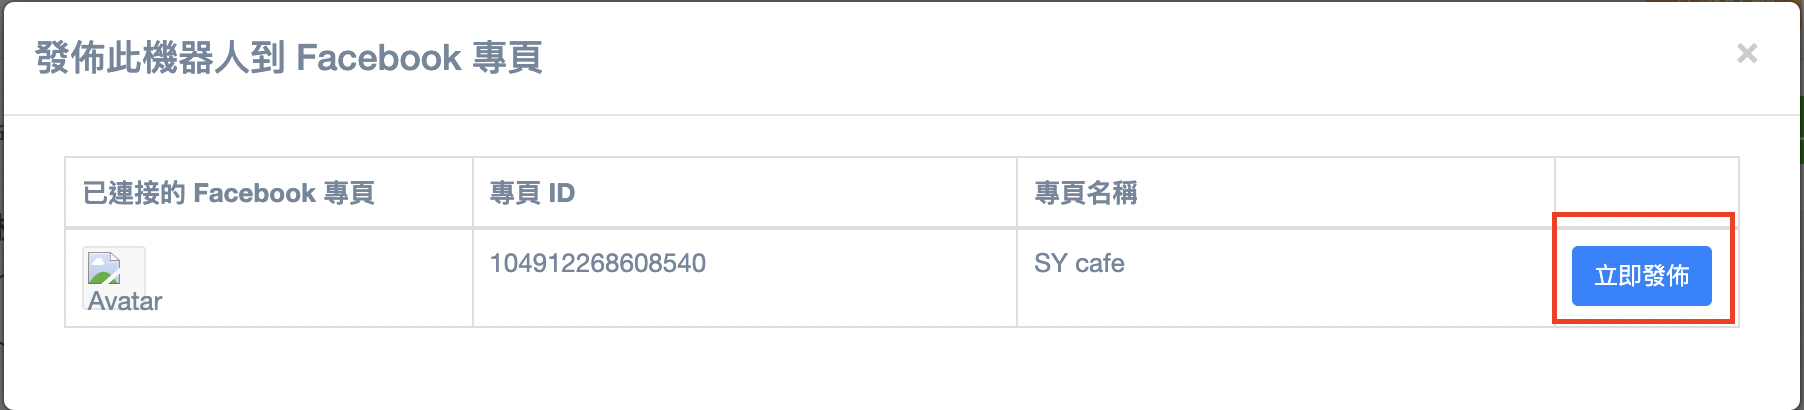 發佈此機器人到 Facebook 專頁
×
已連接的 Facebook 專頁
專頁 ID
專頁名稱
Avatar
104912268608540
SY cafe
立即發佈